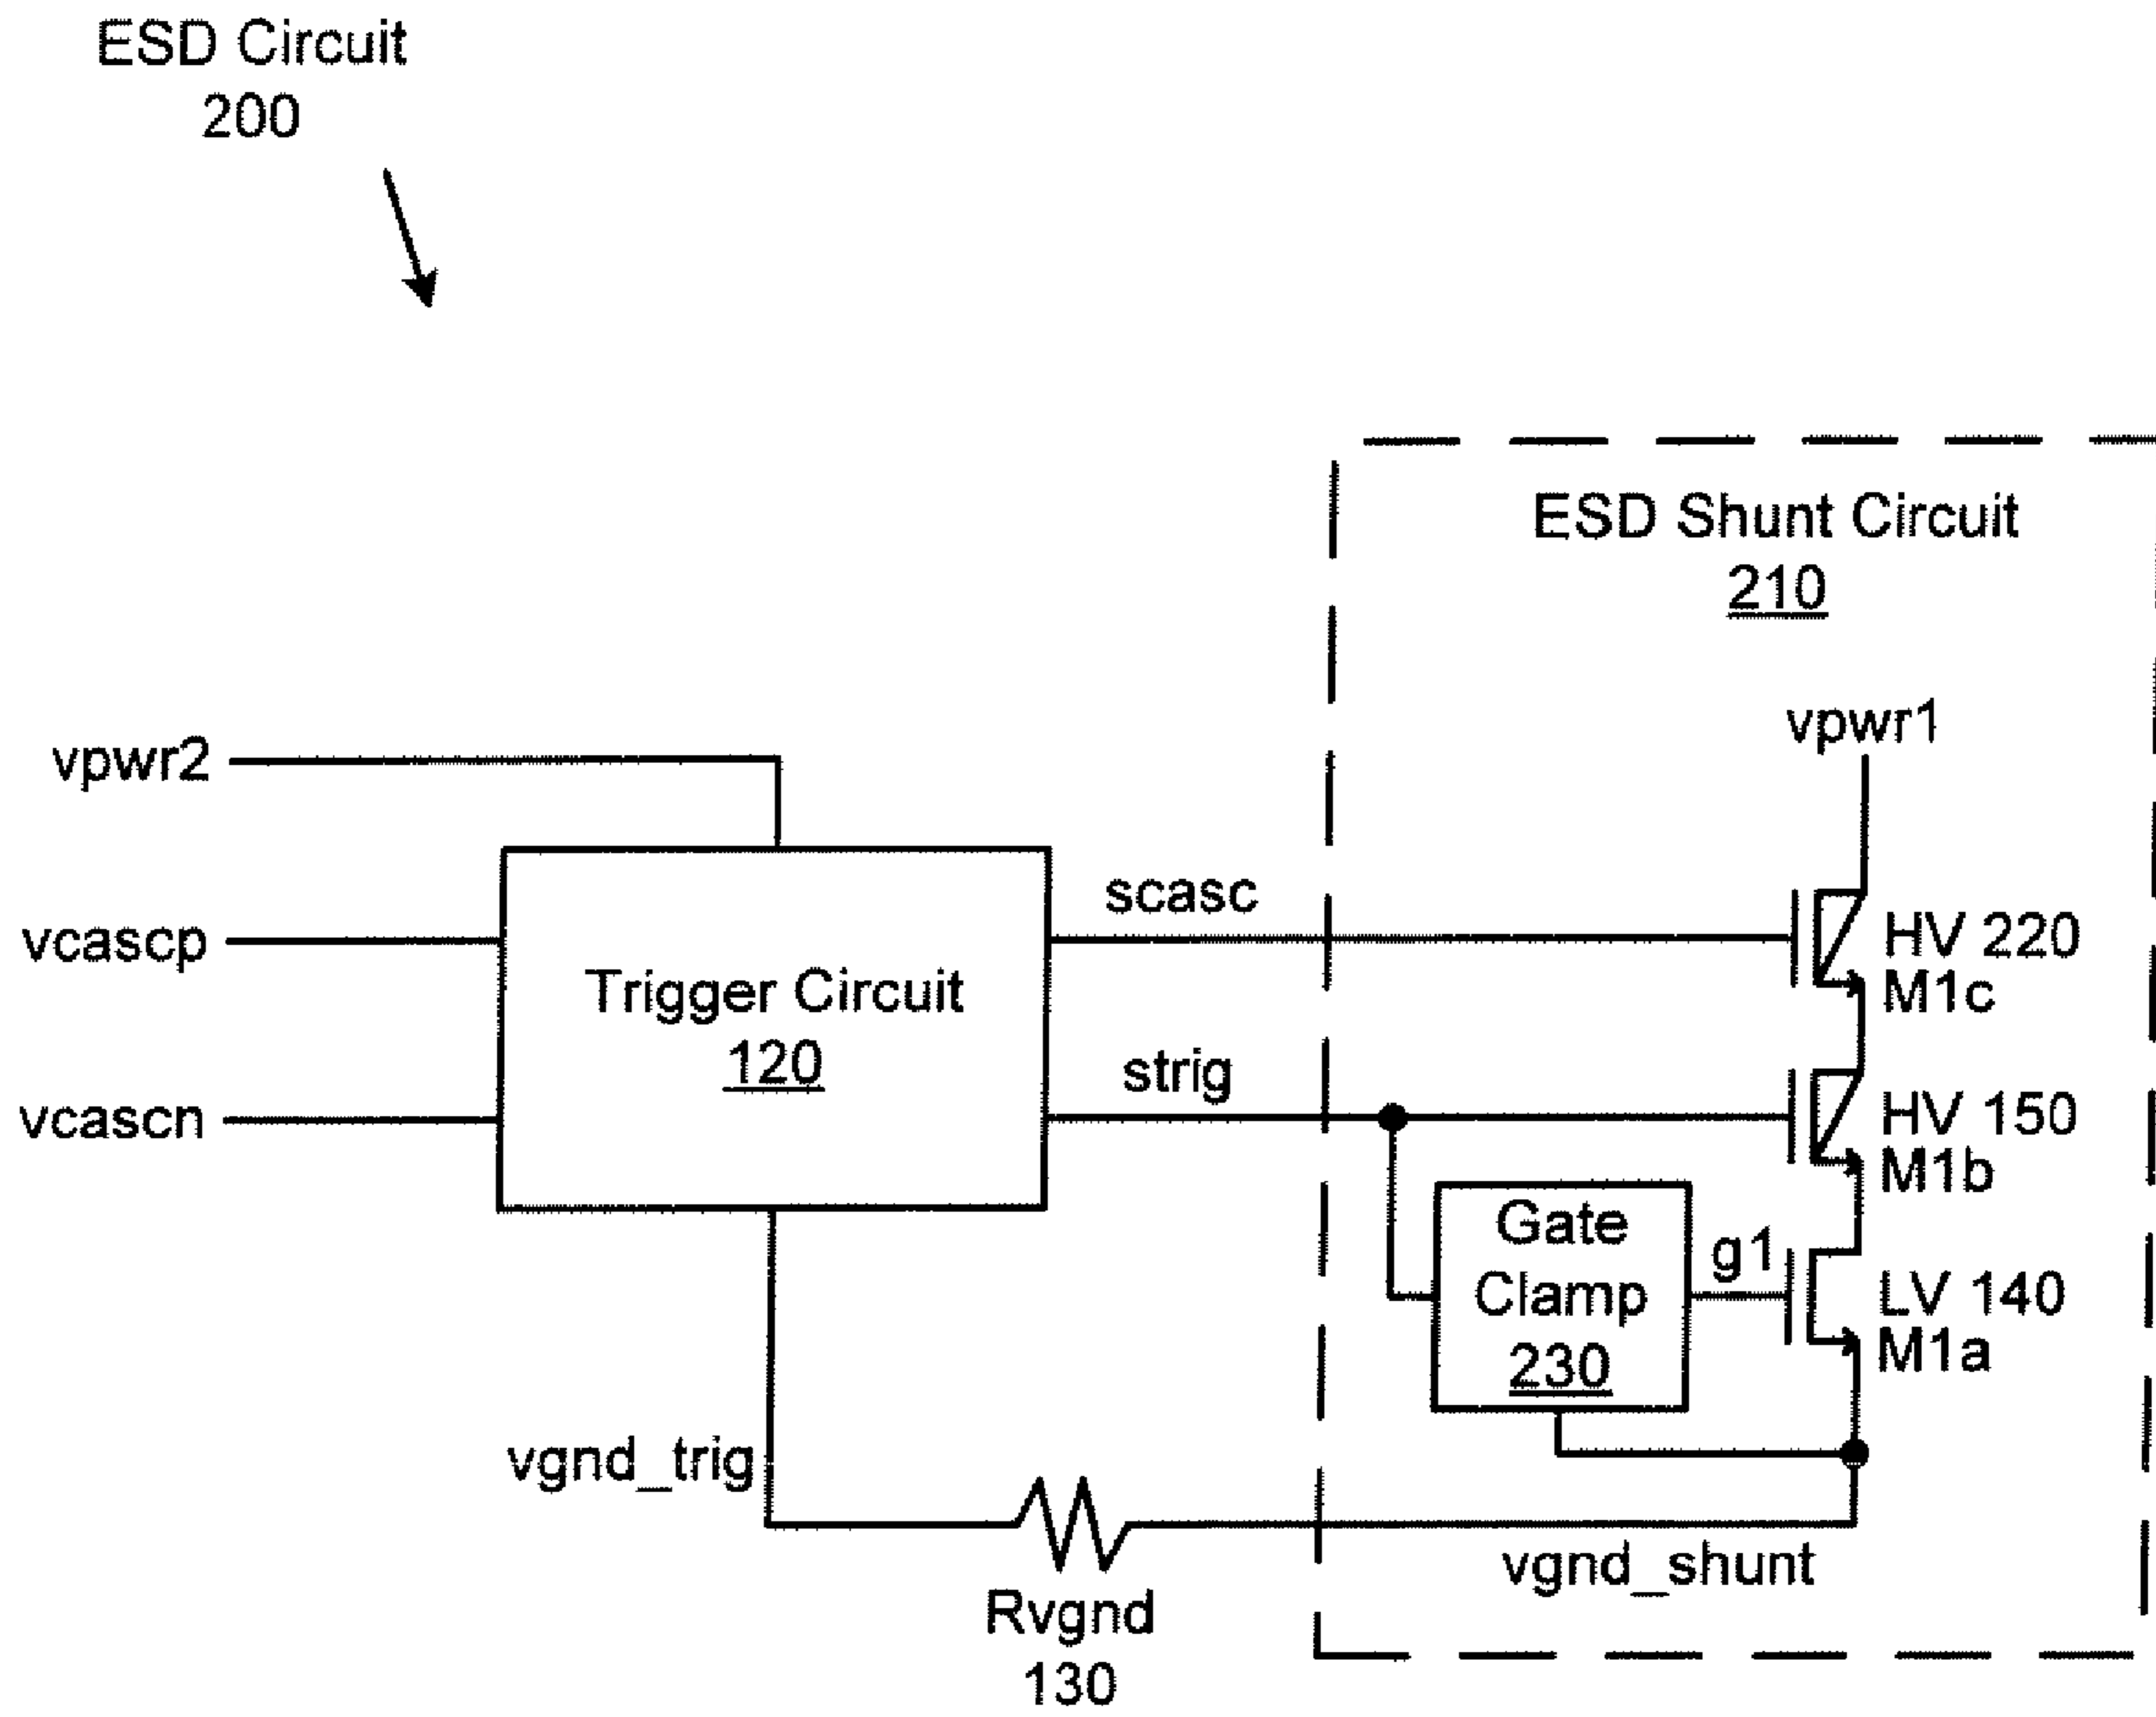 ESD Circuit
200
ESD Shunt Circuit
210
vpwr1
vpwr2
vcascp
vcascn
Trigger Circuit
120
scasc
strig
HV 220
M1c
HV 150
M1b
Gate
Clamp
230
g1
LV 140
M1a
vgnd_trig
Rvgnd
130
vgnd_shunt